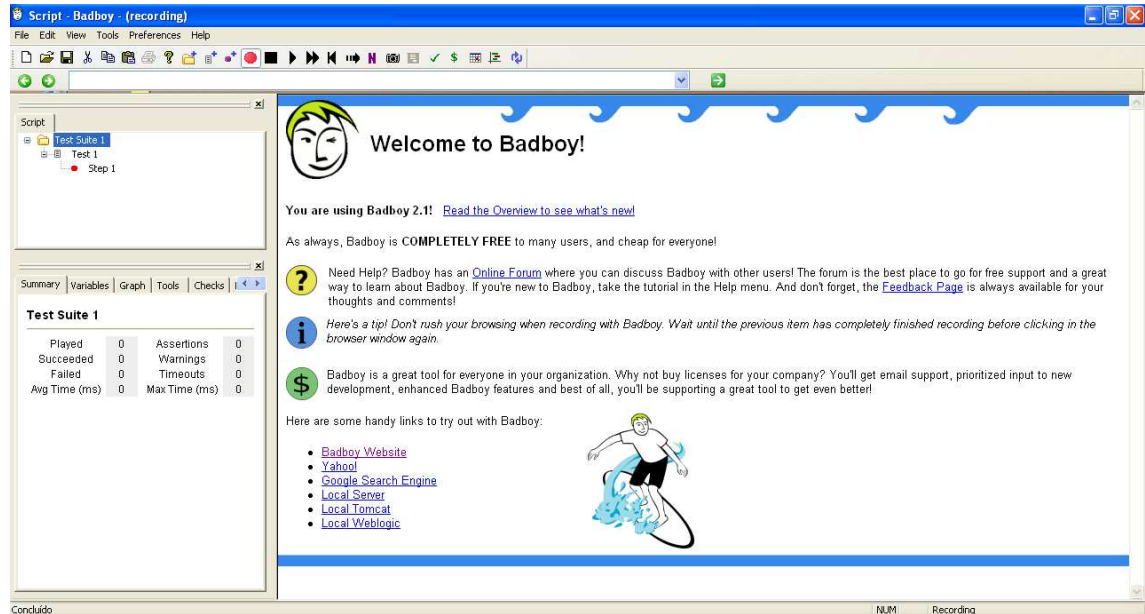 Script - Badboy - (recording)
File Edit View Tools Preferences Help
N $
Script
Test Suite 1
Test 1
Step 1
Summary Variables Graph Tools Checks
Test Suite 1
Played 0 Assertions 0
Succeeded 0 Warnings 0
Failed 0 Timeouts 0
Avg Time (ms) 0 Max Time (ms) 0
Welcome to Badboy!
You are using Badboy 2.1! Read the Overview to see what's new!
As always, Badboy is COMPLETELY FREE to many users, and cheap for everyone!
? Need Help? Badboy has an Online Forum where you can discuss Badboy with other users! The forum is the best place to go for free support and a great
way to learn about Badboy. If you're new to Badboy, take the tutorial in the Help menu. And don't forget, the Feedback Page is always available for your
thoughts and comments!
i Here's a tip! Don't rush your browsing when recording with Badboy. Wait until the previous item has completely finished recording before clicking in the
browser window again.
$ Badboy is a great tool for everyone in your organization. Why not buy licenses for your company? You'll get email support, prioritized input to new
development, enhanced Badboy features and best of all, you'll be supporting a great tool to get even better!
Here are some handy links to try out with Badboy:
Badboy Website
Yahoo!
Google Search Engine
Local Server
Local Tomcat
Local Weblogic
Concluído NUM Recording